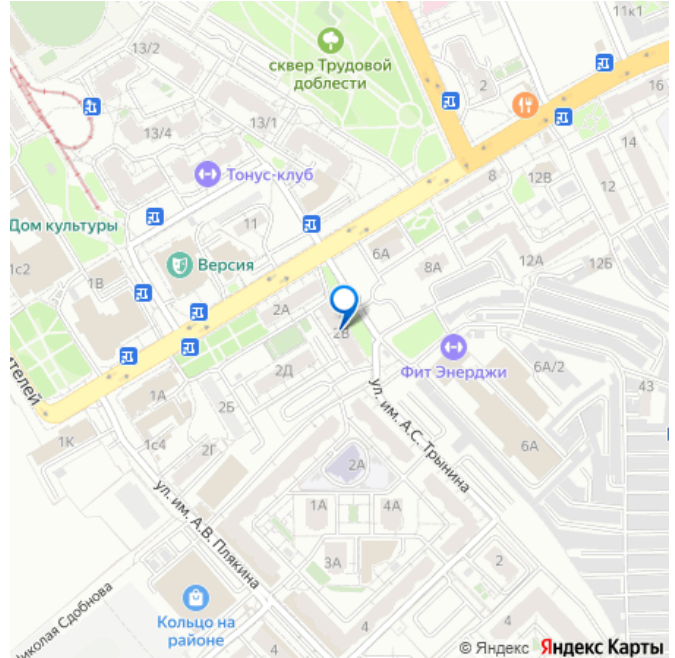 11к1
13/2
сквер Трудовой
доблести
2
16
13/4
13/1
14
Тонус-клуб
8
12В
12
11
Дом культуры
6А
1с2
Версия
8А
12А
12Б
1В
2А
2В
ителей
2Д
Фит Энерджи
6А/2
43
1А
2Б
ул. им. А.С. Трынина
1К
1с4
2Г
6А
2А
ул. им. А.В. Плякина
1А
4А
3А
2
Николая Сдобнова
Кольцо на
районе
4
4
© Яндекс Яндекс Карты